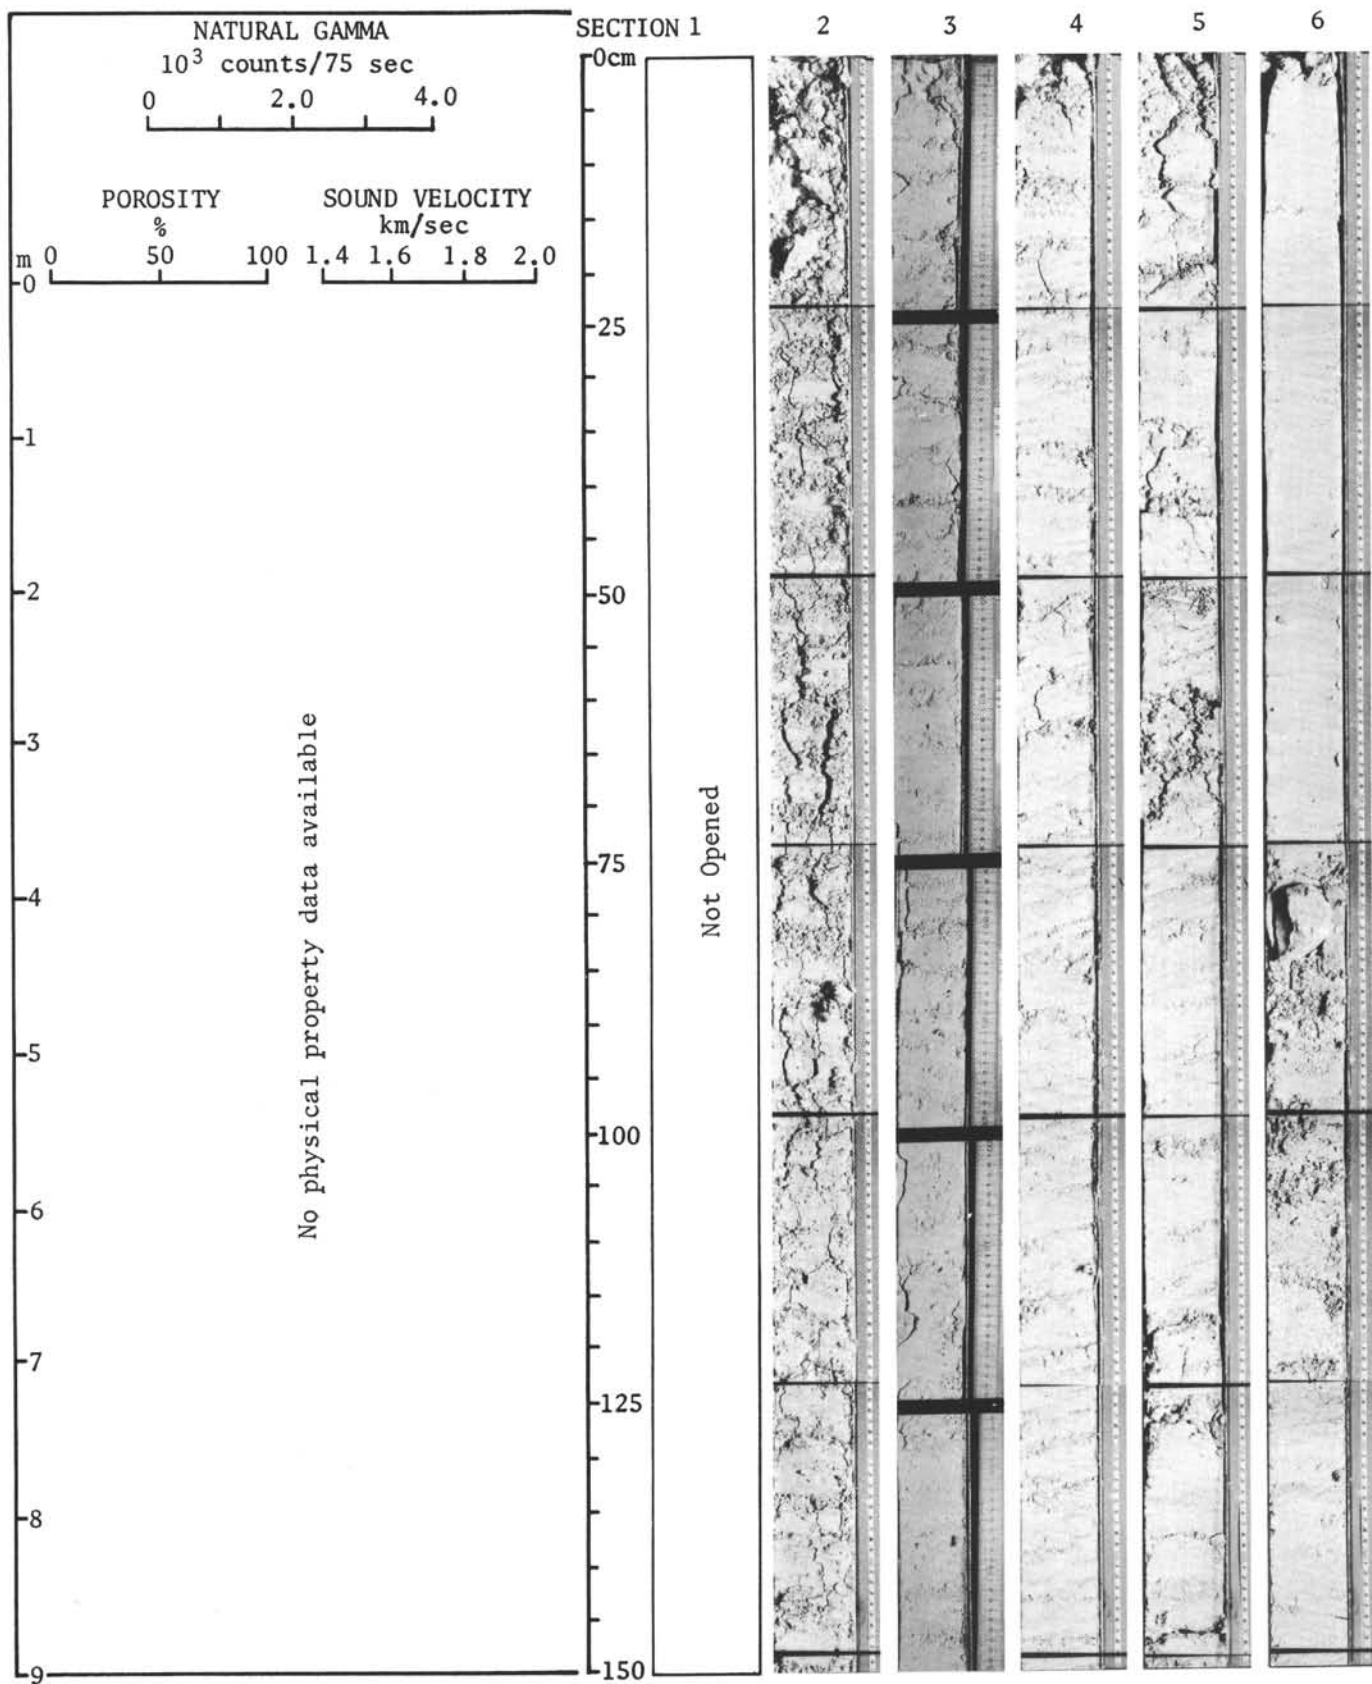 NATURAL GAMMA
10³ counts/75 sec
0 2.0 4.0
POROSITY
%
0 50 100
SOUND VELOCITY
km/sec
1.4 1.6 1.8 2.0
m
0
1
2
3
4
5
6
7
8
9
No physical property data available
SECTION 1 2 3 4 5 6
0cm
25
50
75
100
125
150
Not Opened